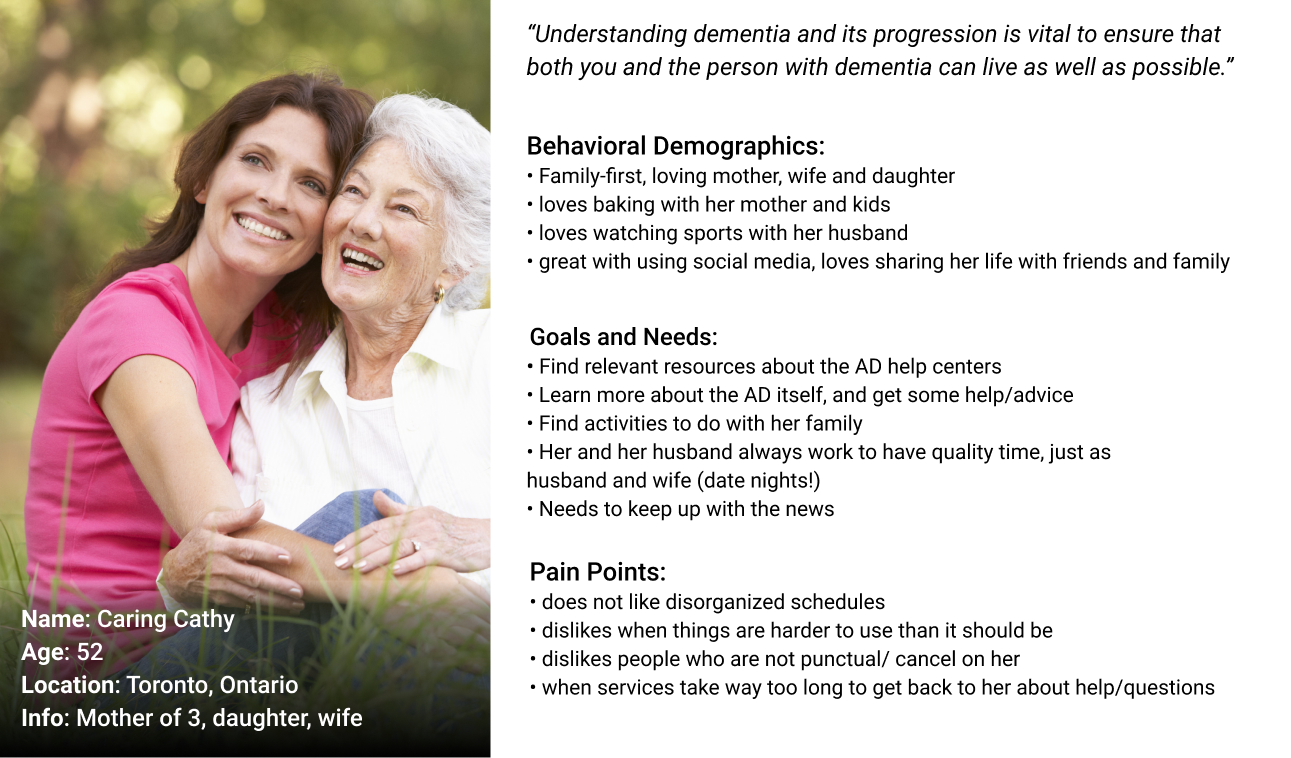 “Understanding dementia and its progression is vital to ensure that
both you and the person with dementia can live as well as possible.”
Behavioral Demographics:
• Family-first, loving mother, wife and daughter
• loves baking with her mother and kids
• loves watching sports with her husband
• great with using social media, loves sharing her life with friends and family
Goals and Needs:
• Find relevant resources about the AD help centers
• Learn more about the AD itself, and get some help/advice
• Find activities to do with her family
• Her and her husband always work to have quality time, just as
husband and wife (date nights!)
• Needs to keep up with the news
Pain Points:
• does not like disorganized schedules
• dislikes when things are harder to use than it should be
• dislikes people who are not punctual/ cancel on her
• when services take way too long to get back to her about help/questions
Name: Caring Cathy
Age: 52
Location: Toronto, Ontario
Info: Mother of 3, daughter, wife